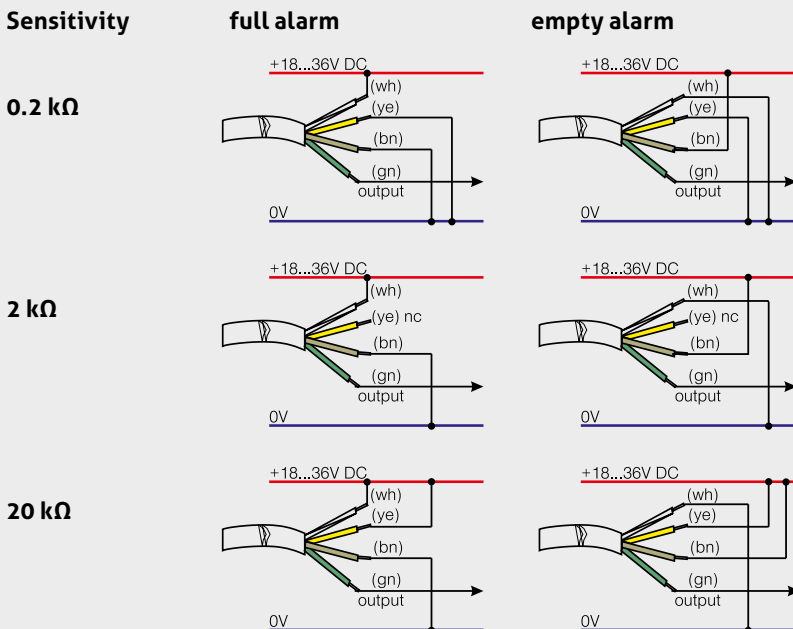 Sensitivity full alarm empty alarm
0.2 kΩ
+18...36V DC
(wh)
(ye)
(bn)
(gn)
output
0V
+18...36V DC
(wh)
(ye)
(bn)
(gn)
output
0V
2 kΩ
+18...36V DC
(wh)
(ye) nc
(bn)
(gn)
output
0V
+18...36V DC
(wh)
(ye) nc
(bn)
(gn)
output
0V
20 kΩ
+18...36V DC
(wh)
(ye)
(bn)
(gn)
output
0V
+18...36V DC
(wh)
(ye)
(bn)
(gn)
output
0V